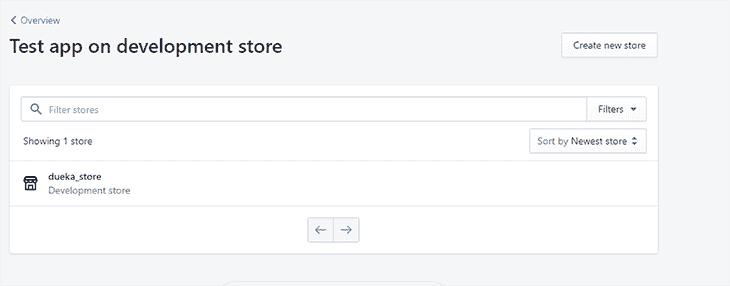 Overview
Test app on development store
Create new store
Filter stores
Filters
Showing 1 store
Sort by Newest store
dueka_store
Development store